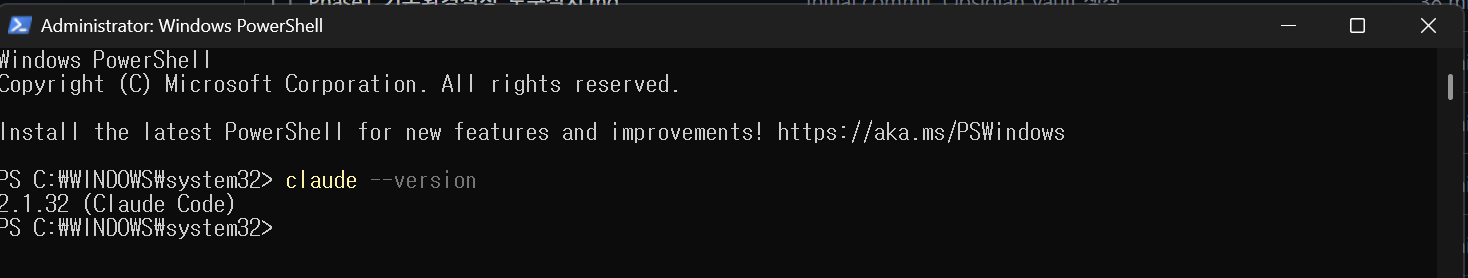 Administrator: Windows PowerShell
Windows PowerShell
Copyright (C) Microsoft Corporation. All rights reserved.
Install the latest PowerShell for new features and improvements! https://aka.ms/PSWindows
PS C:₩WINDOWS₩system32> claude --version
2.1.32 (Claude Code)
PS C:₩WINDOWS₩system32>